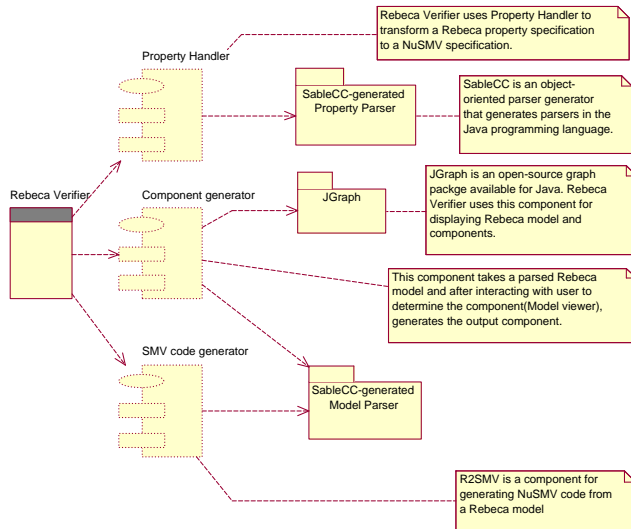 Rebeca Verifier uses Property Handler to
transform a Rebeca property specification
to a NuSMV specification.
Property Handler
SableCC-generated
Property Parser
SableCC is an object-
oriented parser generator
that generates parsers in the
Java programming language.
Rebeca Verifier
Component generator
JGraph
JGraph is an open-source graph
packge available for Java. Rebeca
Verifier uses this component for
displaying Rebeca model and
components.
This component takes a parsed Rebeca
model and after interacting with user to
determine the component(Model viewer),
generates the output component.
SMV code generator
SableCC-generated
Model Parser
R2SMV is a component for
generating NuSMV code from
a Rebeca model